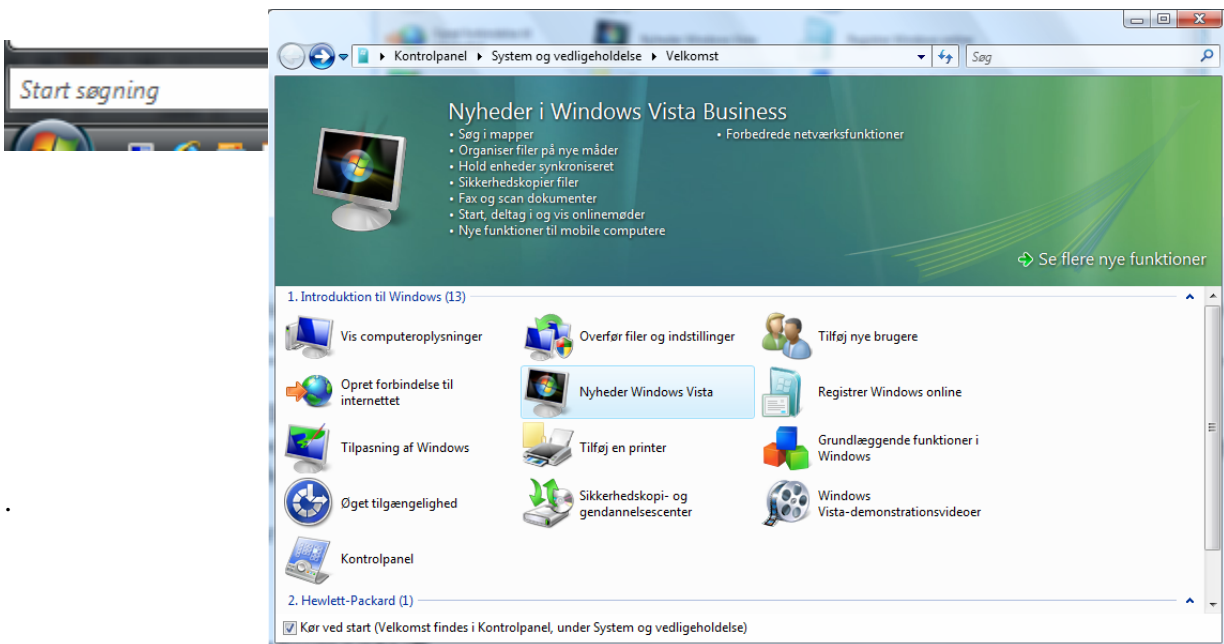 Start søgning
Kontrolpanel System og vedligeholdelse Velkomst
Søg
Nyheder i Windows Vista Business
• Søg i mapper
• Organiser filer på nye måder
• Hold enheder synkroniseret
• Sikkerhedskopier filer
• Fax og scan dokumenter
• Start, deltag i og vis onlinemøder
• Nye funktioner til mobile computere
• Forbedrede netværksfunktioner
Se flere nye funktioner
1. Introduktion til Windows (13)
Vis computeroplysninger
Overfør filer og indstillinger
Tilføj nye brugere
Opret forbindelse til
internettet
Nyheder Windows Vista
Registrer Windows online
Tilpasning af Windows
Tilføj en printer
Grundlæggende funktioner i
Windows
Øget tilgængelighed
Sikkerhedskopi- og
gendannelsescenter
Windows
Vista-demonstrationsvideoer
Kontrolpanel
2. Hewlett-Packard (1)
Kør ved start (Velkomst findes i Kontrolpanel, under System og vedligeholdelse)
.